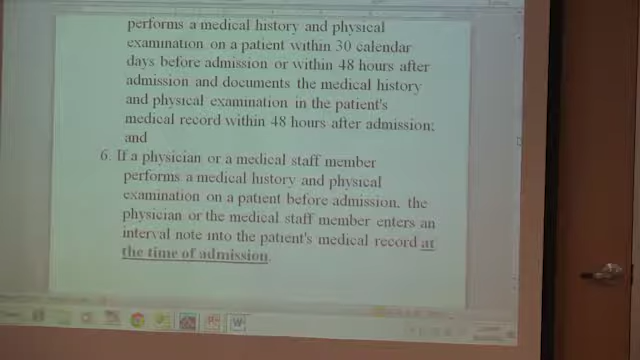 performs a medical history and physical
examination on a patient within 30 calendar
days before admission or within 48 hours after
admission and documents the medical history
and physical examination in the patient's
medical record within 48 hours after admission;
and
6. If a physician or a medical staff member
performs a medical history and physical
examination on a patient before admission, the
physician or the medical staff member enters an
interval note into the patient's medical record at
the time of admission.